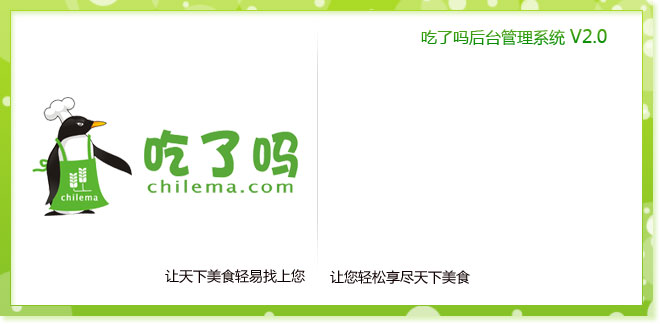 吃了吗后台管理系统 V2.0
吃了吗
chilema.com
chilema
让天下美食轻易找上您
让您轻松享尽天下美食